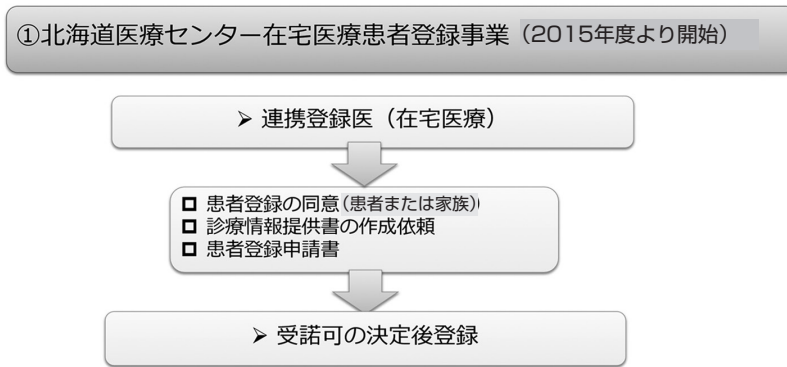 ①北海道医療センター在宅医療患者登録事業（2015年度より開始）
➢ 連携登録医（在宅医療）
□ 患者登録の同意（患者または家族）
□ 診療情報提供書の作成依頼
□ 患者登録申請書
➢ 受諾可の決定後登録